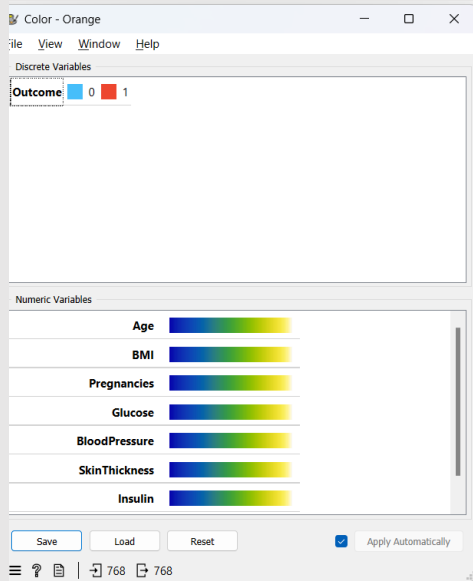 Color - Orange
File View Window Help
Discrete Variables
Outcome 0 1
Numeric Variables
Age
BMI
Pregnancies
Glucose
BloodPressure
SkinThickness
Insulin
Save Load Reset Apply Automatically
? 768 768